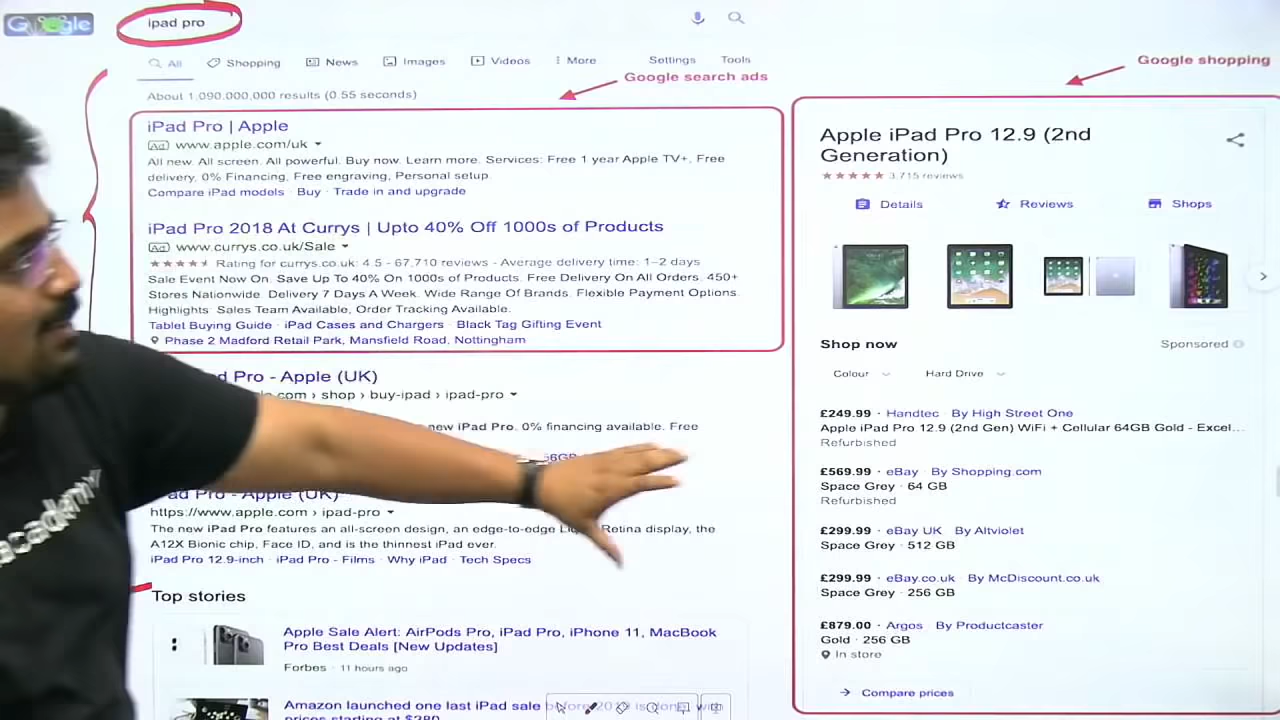 Google
ipad pro
All
Shopping
News
Images
Videos
More
Settings
Tools
Google search ads
Google shopping
About 1,090,000,000 results (0.55 seconds)
iPad Pro | Apple
Ad www.apple.com/uk
All new. All screen. All powerful. Buy now. Learn more. Services: Free 1 year Apple TV+, Free
delivery, 0% Financing, Free engraving, Personal setup.
Compare iPad models · Buy · Trade in and upgrade
iPad Pro 2018 At Currys | Upto 40% Off 1000s of Products
Ad www.currys.co.uk/Sale
Rating for currys.co.uk: 4.5 - 67,710 reviews - Average delivery time: 1–2 days
Sale Event Now On. Save Up To 40% On 1000s of Products. Free Delivery On All Orders. 450+
Stores Nationwide. Delivery 7 Days A Week. Wide Range Of Brands. Flexible Payment Options.
Highlights: Sales Team Available, Order Tracking Available.
Tablet Buying Guide · iPad Cases and Chargers · Black Tag Gifting Event
Phase 2 Madford Retail Park, Mansfield Road, Nottingham
d Pro - Apple (UK)
.com › shop › buy-ipad › ipad-pro
new iPad Pro. 0% financing available. Free
56GB
ad Pro - Apple (UK)
https://www.apple.com › ipad-pro
The new iPad Pro features an all-screen design, an edge-to-edge Liquid Retina display, the
A12X Bionic chip, Face ID, and is the thinnest iPad ever.
iPad Pro 12.9-inch · iPad Pro - Films · Why iPad · Tech Specs
Top stories
Apple Sale Alert: AirPods Pro, iPad Pro, iPhone 11, MacBook
Pro Best Deals [New Updates]
Forbes · 11 hours ago
Amazon launched one last iPad sale before is done, with
prices starting at $280
Apple iPad Pro 12.9 (2nd
Generation)
3,715 reviews
Details
Reviews
Shops
Shop now
Sponsored
Colour
Hard Drive
£249.99 · Handtec · By High Street One
Apple iPad Pro 12.9 (2nd Gen) WiFi + Cellular 64GB Gold - Excel...
Refurbished
£569.99 · eBay · By Shopping.com
Space Grey · 64 GB
Refurbished
£299.99 · eBay UK · By Altviolet
Space Grey · 512 GB
£299.99 · eBay.co.uk · By McDiscount.co.uk
Space Grey · 256 GB
£879.00 · Argos · By Productcaster
Gold · 256 GB
In store
Compare prices
academy